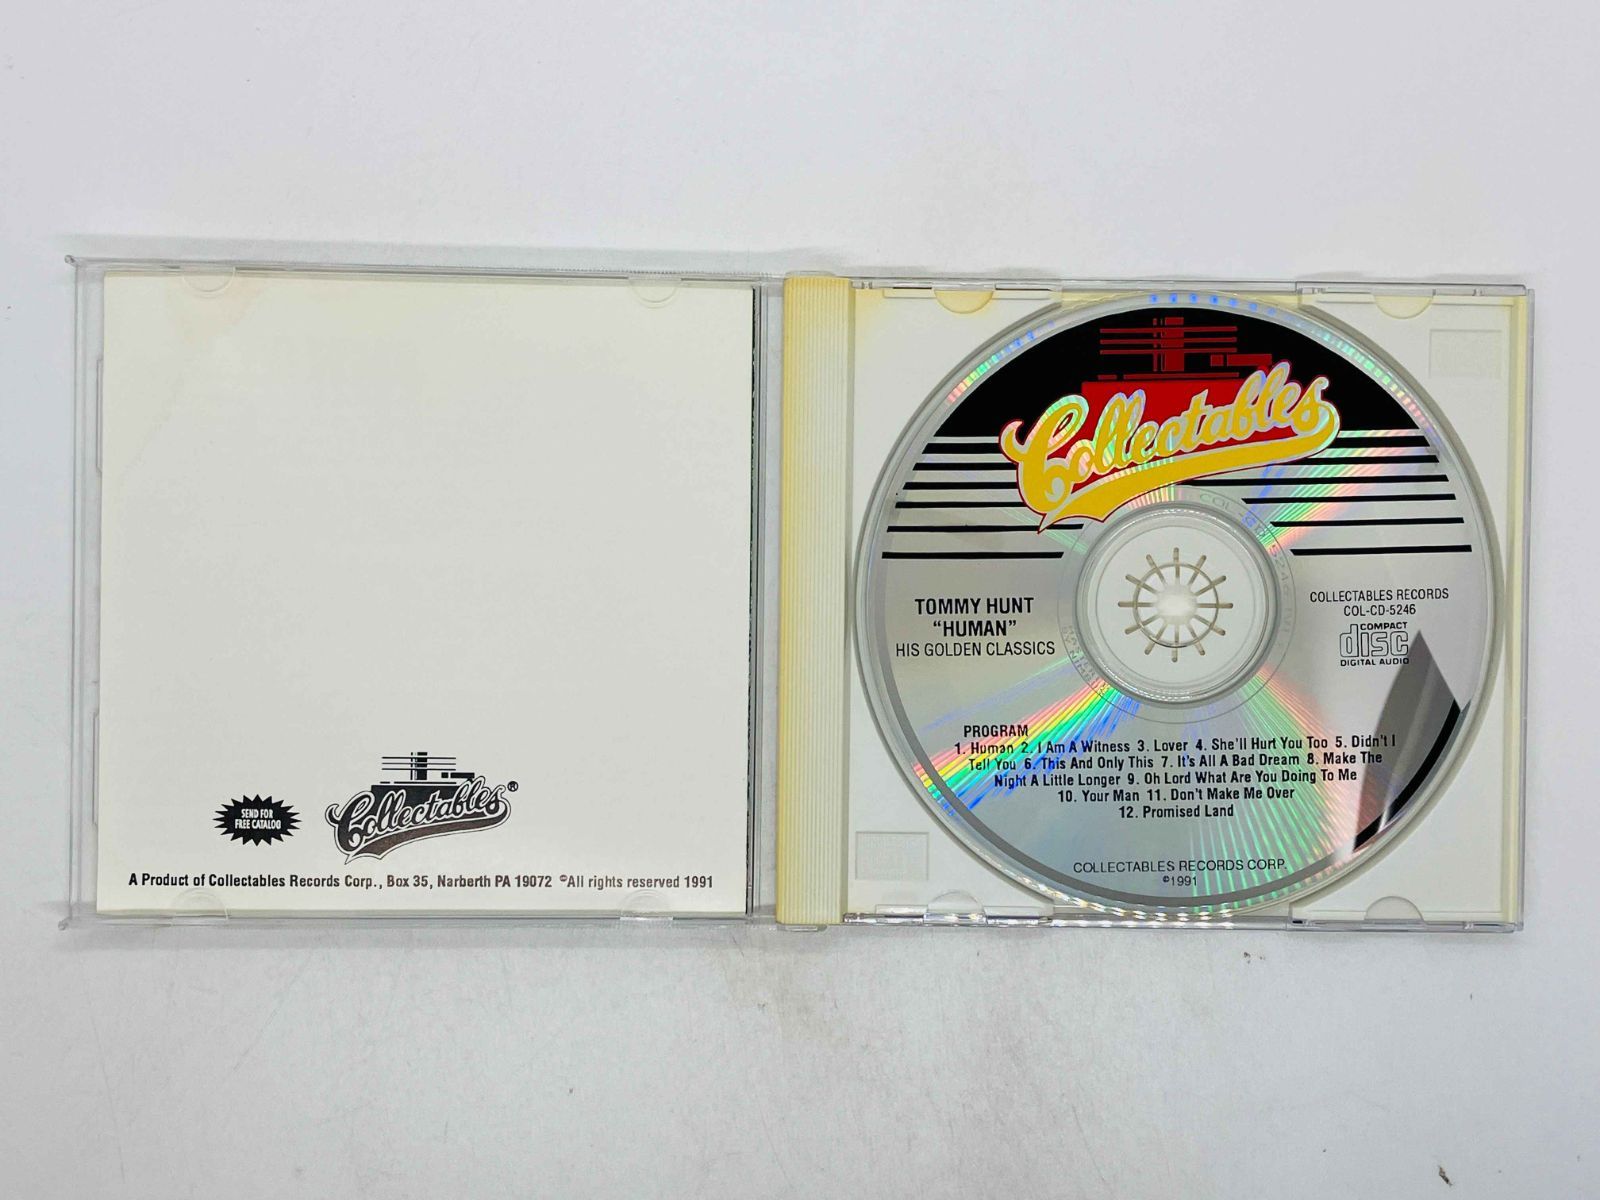 SEND FOR
FREE CATALOG
Collectables®
A Product of Collectables Records Corp., Box 35, Narberth PA 19072 ©All rights reserved 1991
Collectables
TOMMY HUNT
"HUMAN"
HIS GOLDEN CLASSICS
COLLECTABLES RECORDS
COL-CD-5246
COMPACT
disc
DIGITAL AUDIO
PROGRAM
1. Human 2. I Am A Witness 3. Lover 4. She'll Hurt You Too 5. Didn't I
Tell You 6. This And Only This 7. It's All A Bad Dream 8. Make The
Night A Little Longer 9. Oh Lord What Are You Doing To Me
10. Your Man 11. Don't Make Me Over
12. Promised Land
COLLECTABLES RECORDS CORP.
©1991